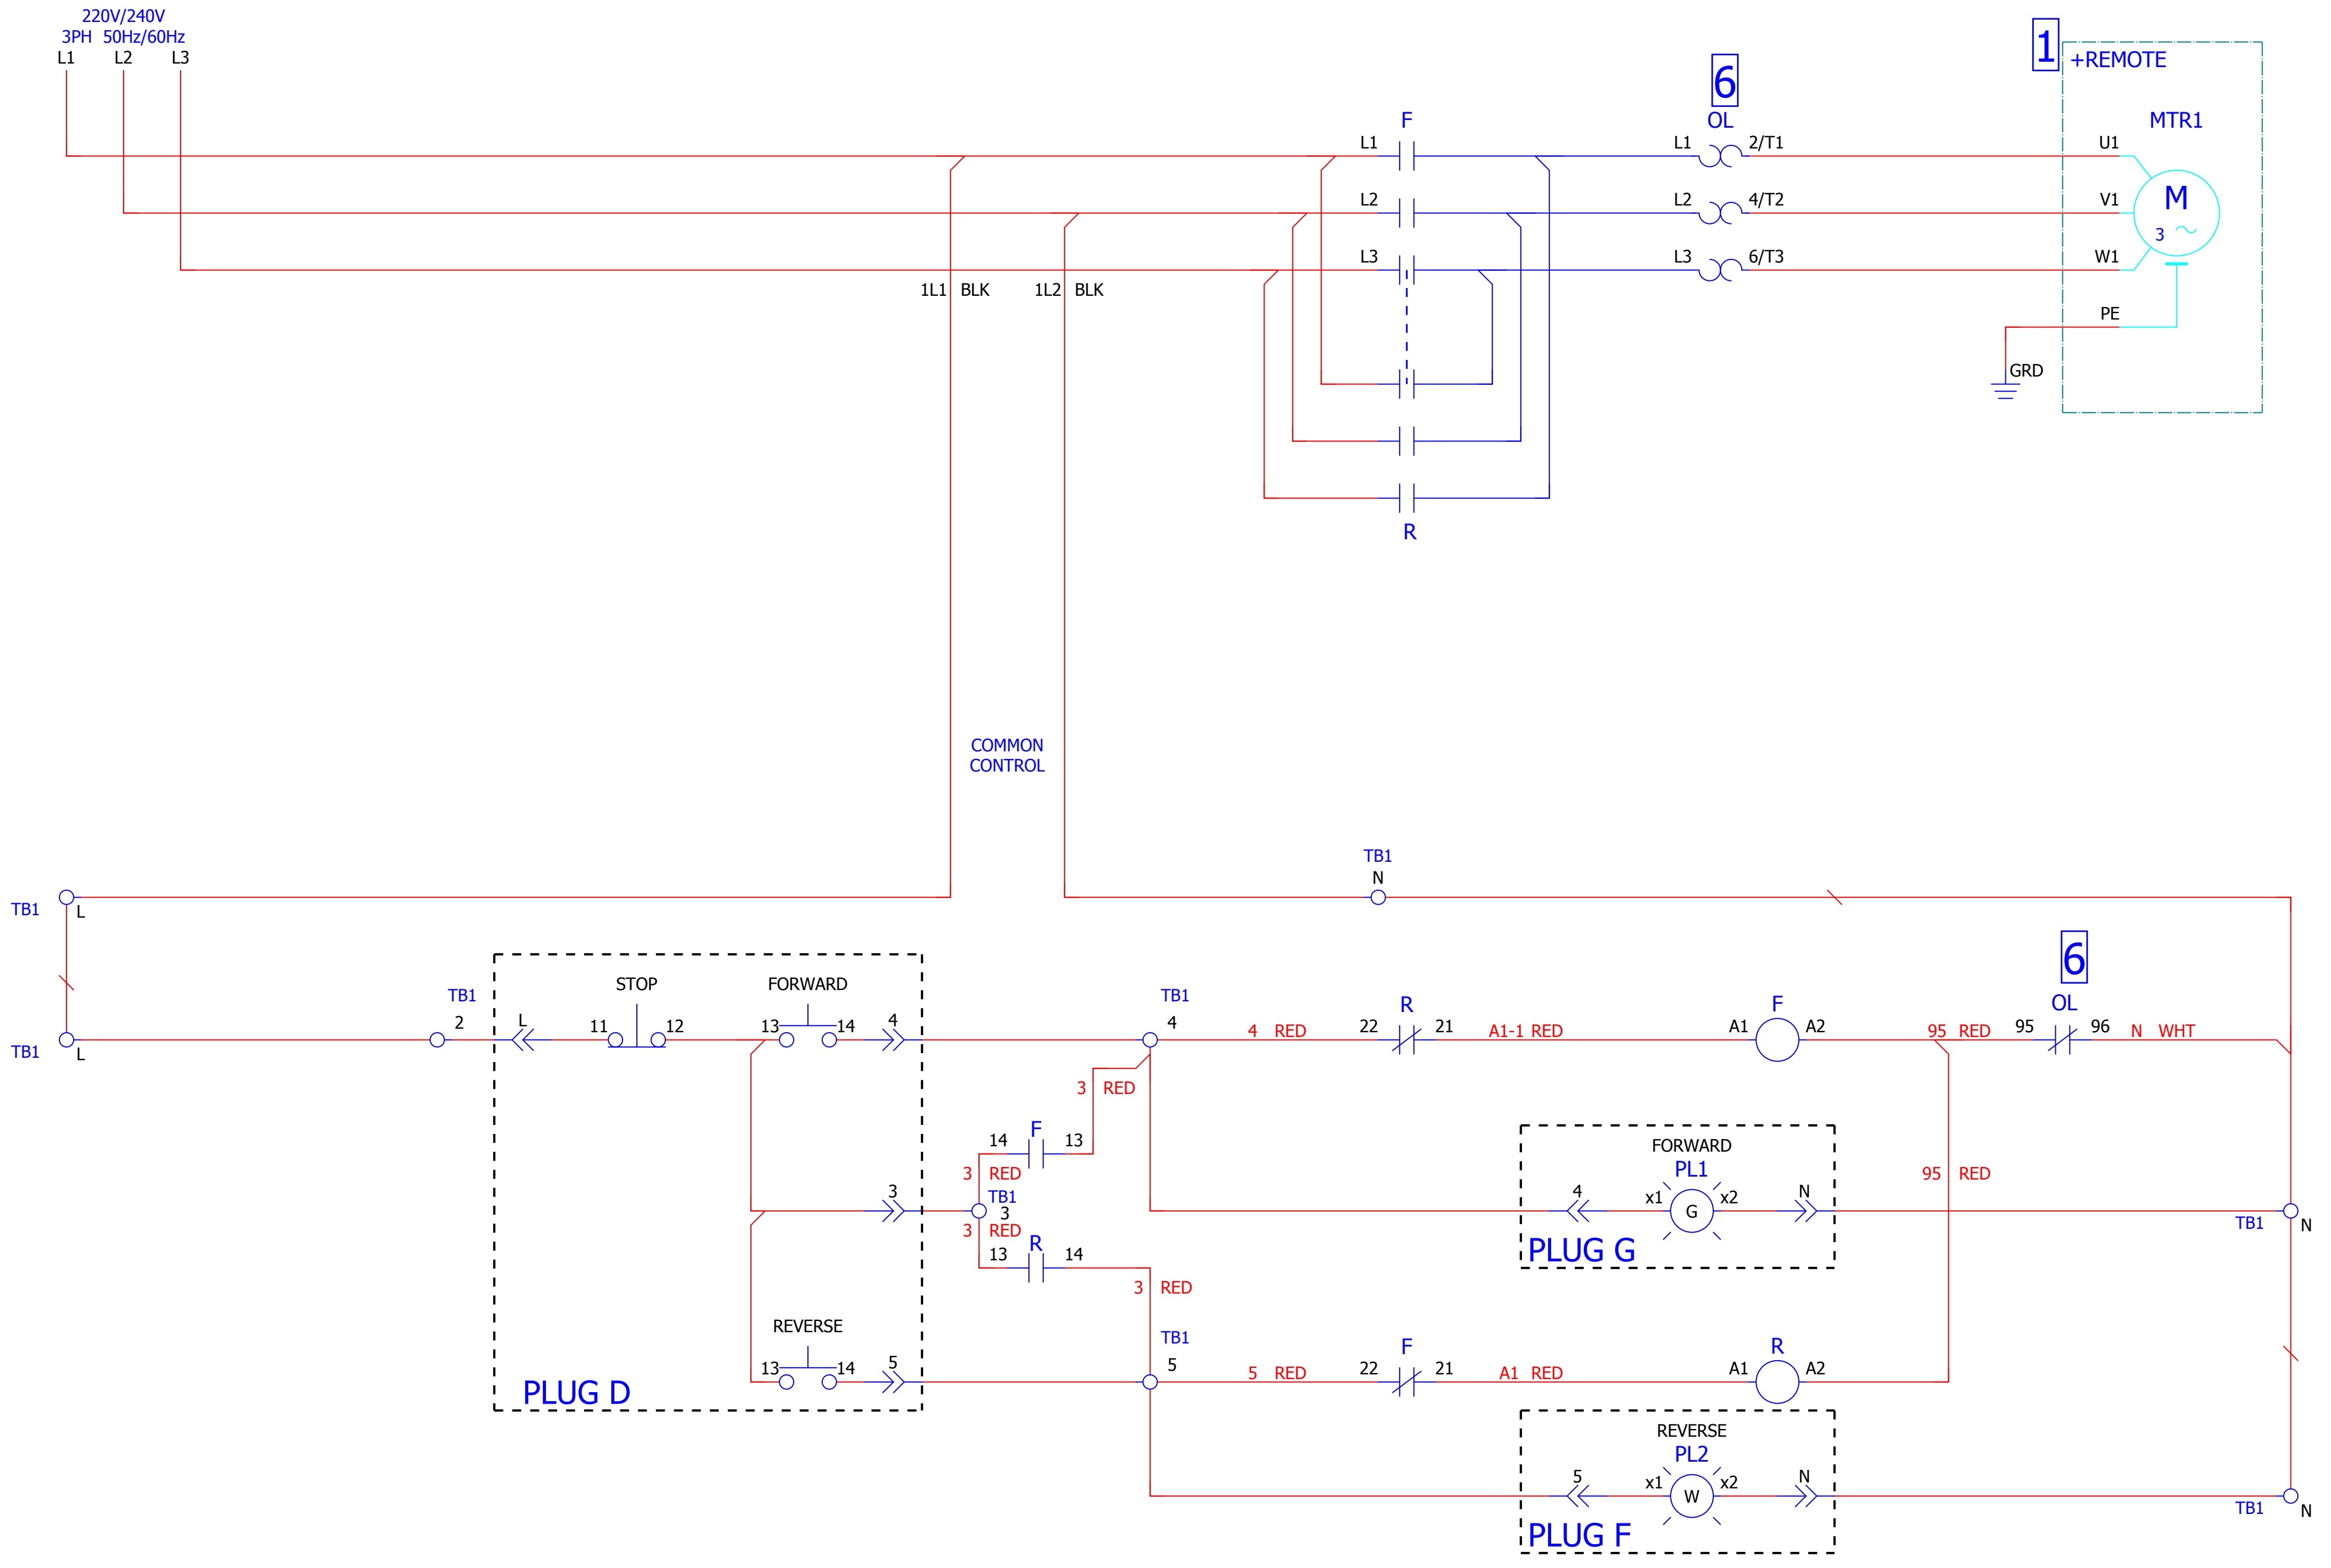 220V/240V
3PH 50Hz/60Hz
L1 L2 L3
1
+REMOTE
6
F
OL
MTR1
L1
L1
2/T1
U1
L2
L2
4/T2
V1
M
3
L3
L3
6/T3
W1
1L1 BLK
1L2 BLK
PE
GRD
R
COMMON
CONTROL
TB1
N
TB1
L
6
OL
STOP
FORWARD
TB1
2
L
11
12
13
14
4
TB1
4
4 RED
R
22
21
A1-1 RED
F
A1
A2
95 RED
95
96
N WHT
TB1
L
3 RED
F
14
13
3 RED
TB1
3
3 RED
R
13
14
3
3 RED
FORWARD
PL1
4
x1
G
x2
N
PLUG G
95 RED
TB1
N
REVERSE
13
14
5
PLUG D
TB1
5
5 RED
F
22
21
A1 RED
R
A1
A2
REVERSE
PL2
5
x1
W
x2
N
PLUG F
TB1
N